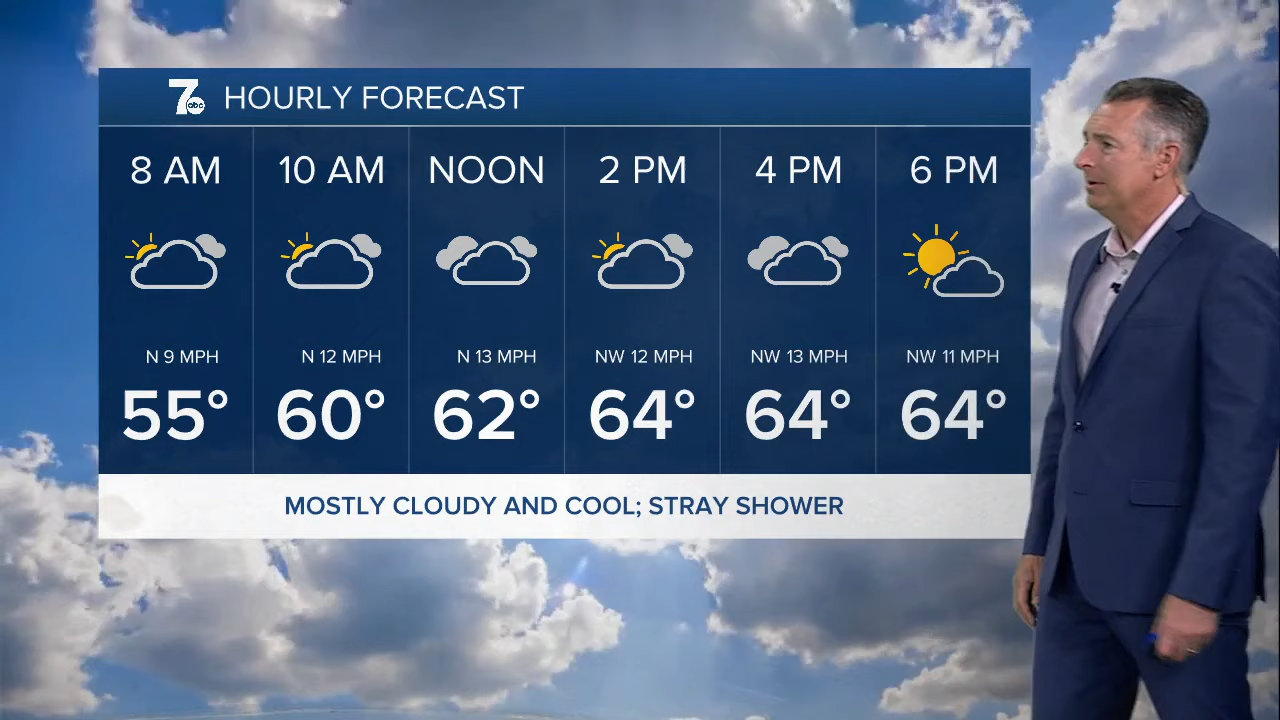 7 abc HOURLY FORECAST
8 AM 10 AM NOON 2 PM 4 PM 6 PM
N 9 MPH N 12 MPH N 13 MPH NW 12 MPH NW 13 MPH NW 11 MPH
55° 60° 62° 64° 64° 64°
MOSTLY CLOUDY AND COOL; STRAY SHOWER